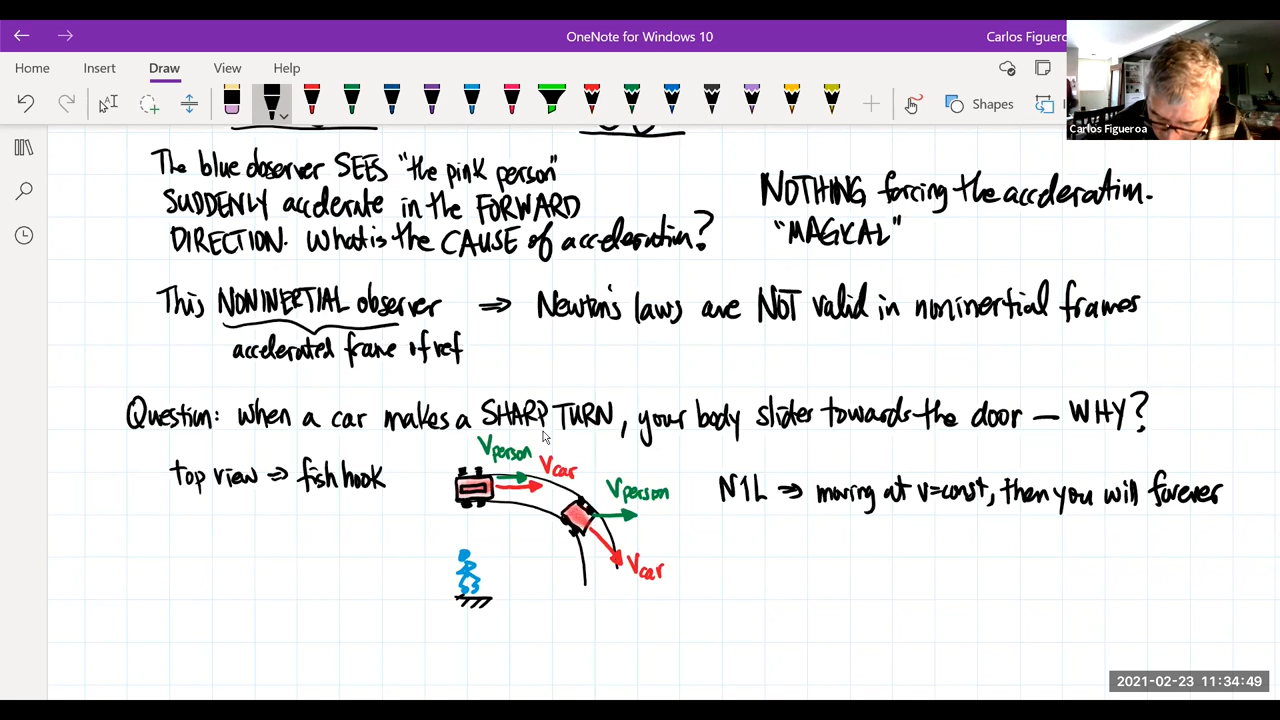 OneNote for Windows 10
Carlos Figueroa
Home Insert Draw View Help
Shapes
Carlos Figueroa
The blue observer SEES "the pink person"
SUDDENLY accelerate in the FORWARD
DIRECTION. What is the CAUSE of acceleration?
NOTHING forcing the acceleration.
"MAGICAL"
This NONINERTIAL observer ⇒ Newton's laws are NOT valid in noninertial frames
accelerated frame of ref
Question: when a car makes a SHARP TURN, your body slides towards the door — WHY?
top view ⇒ fish hook
Vperson
Vcar
Vperson
Vcar
N1L ⇒ moving at v=const, then you will forever
2021-02-23 11:34:49